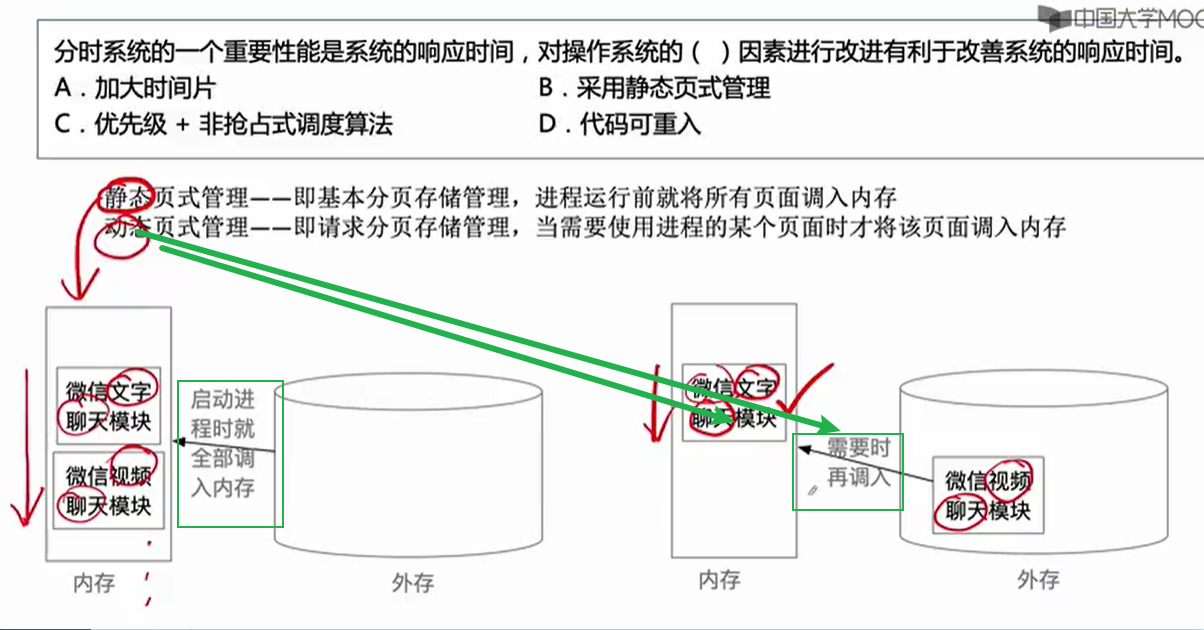 中国大学MOO
分时系统的一个重要性能是系统的响应时间，对操作系统的（ ）因素进行改进有利于改善系统的响应时间。
A．加大时间片
B．采用静态页式管理
C．优先级 + 非抢占式调度算法
D．代码可重入
静态页式管理——即基本分页存储管理，进程运行前就将所有页面调入内存
动态页式管理——即请求分页存储管理，当需要使用进程的某个页面时才将该页面调入内存
微信文字
聊天模块
微信视频
聊天模块
内存
启动进
程时就
全部调
入内存
外存
微信文字
聊天模块
内存
需要时
再调入
微信视频
聊天模块
外存